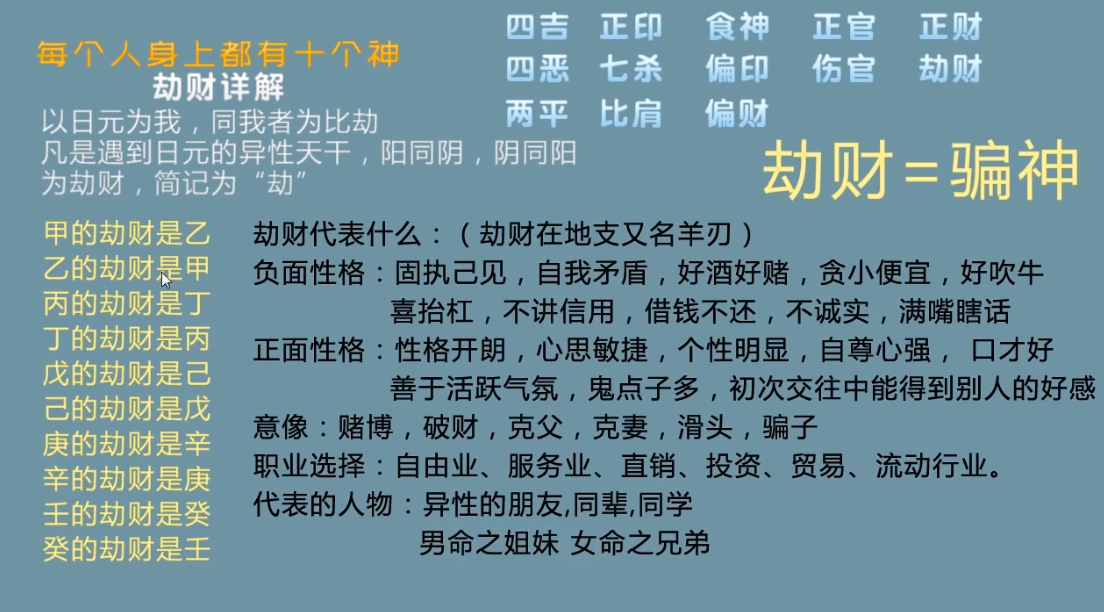 每个人身上都有十个神
劫财详解
以日元为我，同我者为比劫
凡是遇到日元的异性天干，阳同阴，阴同阳
为劫财，简记为“劫”
四吉 正印 食神 正官 正财
四恶 七杀 偏印 伤官 劫财
两平 比肩 偏财
劫财=骗神
甲的劫财是乙
乙的劫财是甲
丙的劫财是丁
丁的劫财是丙
戊的劫财是己
己的劫财是戊
庚的劫财是辛
辛的劫财是庚
壬的劫财是癸
癸的劫财是壬
劫财代表什么：（劫财在地支又名羊刃）
负面性格：固执己见，自我矛盾，好酒好赌，贪小便宜，好吹牛
喜抬杠，不讲信用，借钱不还，不诚实，满嘴瞎话
正面性格：性格开朗，心思敏捷，个性明显，自尊心强， 口才好
善于活跃气氛，鬼点子多，初次交往中能得到别人的好感
意像：赌博，破财，克父，克妻，滑头，骗子
职业选择：自由业、服务业、直销、投资、贸易、流动行业。
代表的人物：异性的朋友,同辈,同学
男命之姐妹 女命之兄弟